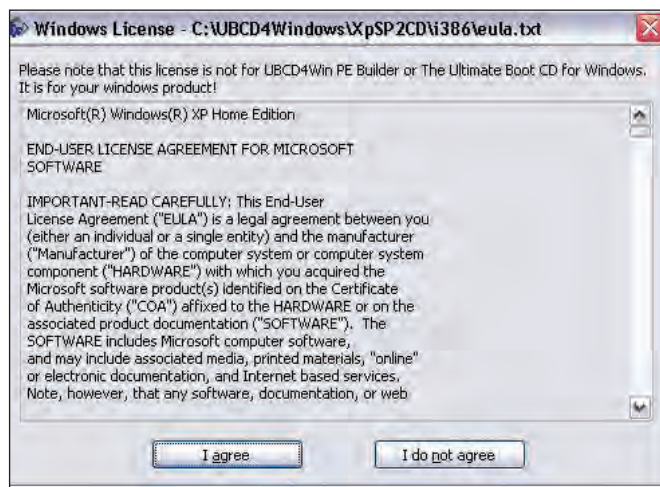 Windows License - C:\UBCD4Windows\XpSP2CD\i386\eula.txt
Please note that this license is not for UBCD4Win PE Builder or The Ultimate Boot CD for Windows.
It is for your windows product!
Microsoft(R) Windows(R) XP Home Edition
END-USER LICENSE AGREEMENT FOR MICROSOFT
SOFTWARE
IMPORTANT-READ CAREFULLY: This End-User
License Agreement ("EULA") is a legal agreement between you
(either an individual or a single entity) and the manufacturer
("Manufacturer") of the computer system or computer system
component ("HARDWARE") with which you acquired the
Microsoft software product(s) identified on the Certificate
of Authenticity ("COA") affixed to the HARDWARE or on the
associated product documentation ("SOFTWARE").  The
SOFTWARE includes Microsoft computer software,
and may include associated media, printed materials, "online"
or electronic documentation, and Internet based services.
Note, however, that any software, documentation, or web
I agree
I do not agree